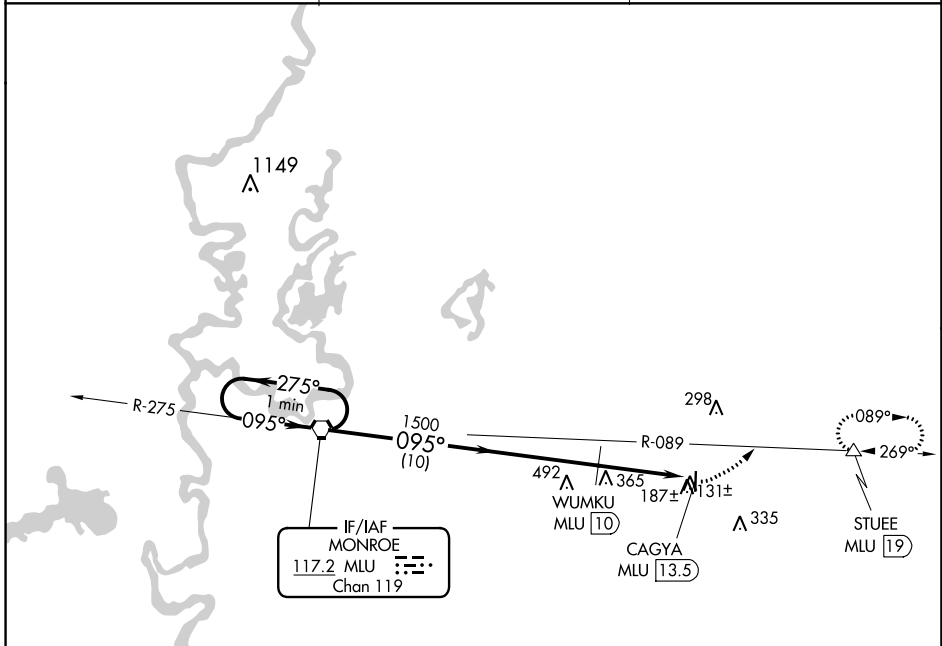 1149
R-275
275°
1 min
095°
1500
095°
(10)
R-089
298
089°
269°
492
365
187±
131±
335
WUMKU
MLU 10
CAGYA
MLU 13.5
STUEE
MLU 19
IF/IAF
MONROE
117.2 MLU
Chan 119